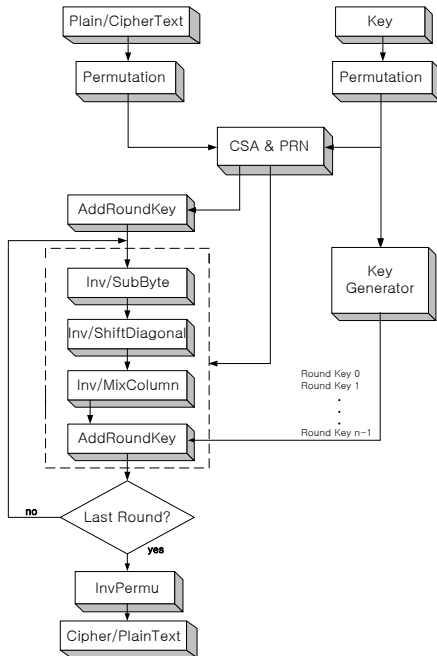 Plain/CipherText
Key
Permutation
Permutation
CSA & PRN
AddRoundKey
Key
Generator
Inv/SubByte
Inv/ShiftDiagonal
Inv/MixColumn
Round Key 0
Round Key 1
.
.
.
Round Key n-1
AddRoundKey
Last Round?
no
yes
InvPermu
Cipher/PlainText